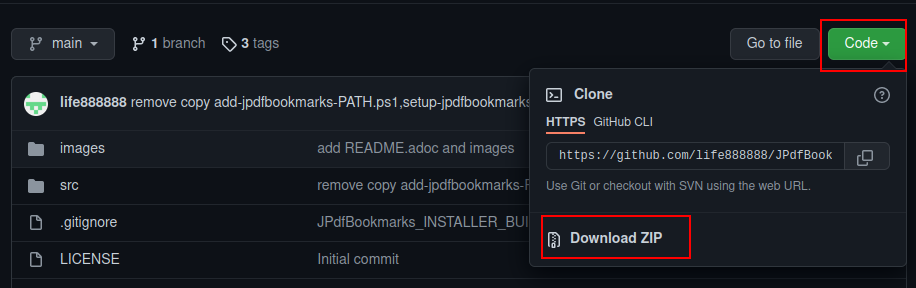 main
1 branch
3 tags
Go to file
Code
life888888 remove copy add-jpdfbookmarks-PATH.ps1,setup-jpdfbookmarks
images
add README.adoc and images
src
remove copy add-jpdfbookmarks-
.gitignore
JPdfBookmarks_INSTALLER_BUI
LICENSE
Initial commit
Clone
HTTPS
GitHub CLI
https://github.com/life888888/JPdfBook
Use Git or checkout with SVN using the web URL.
Download ZIP